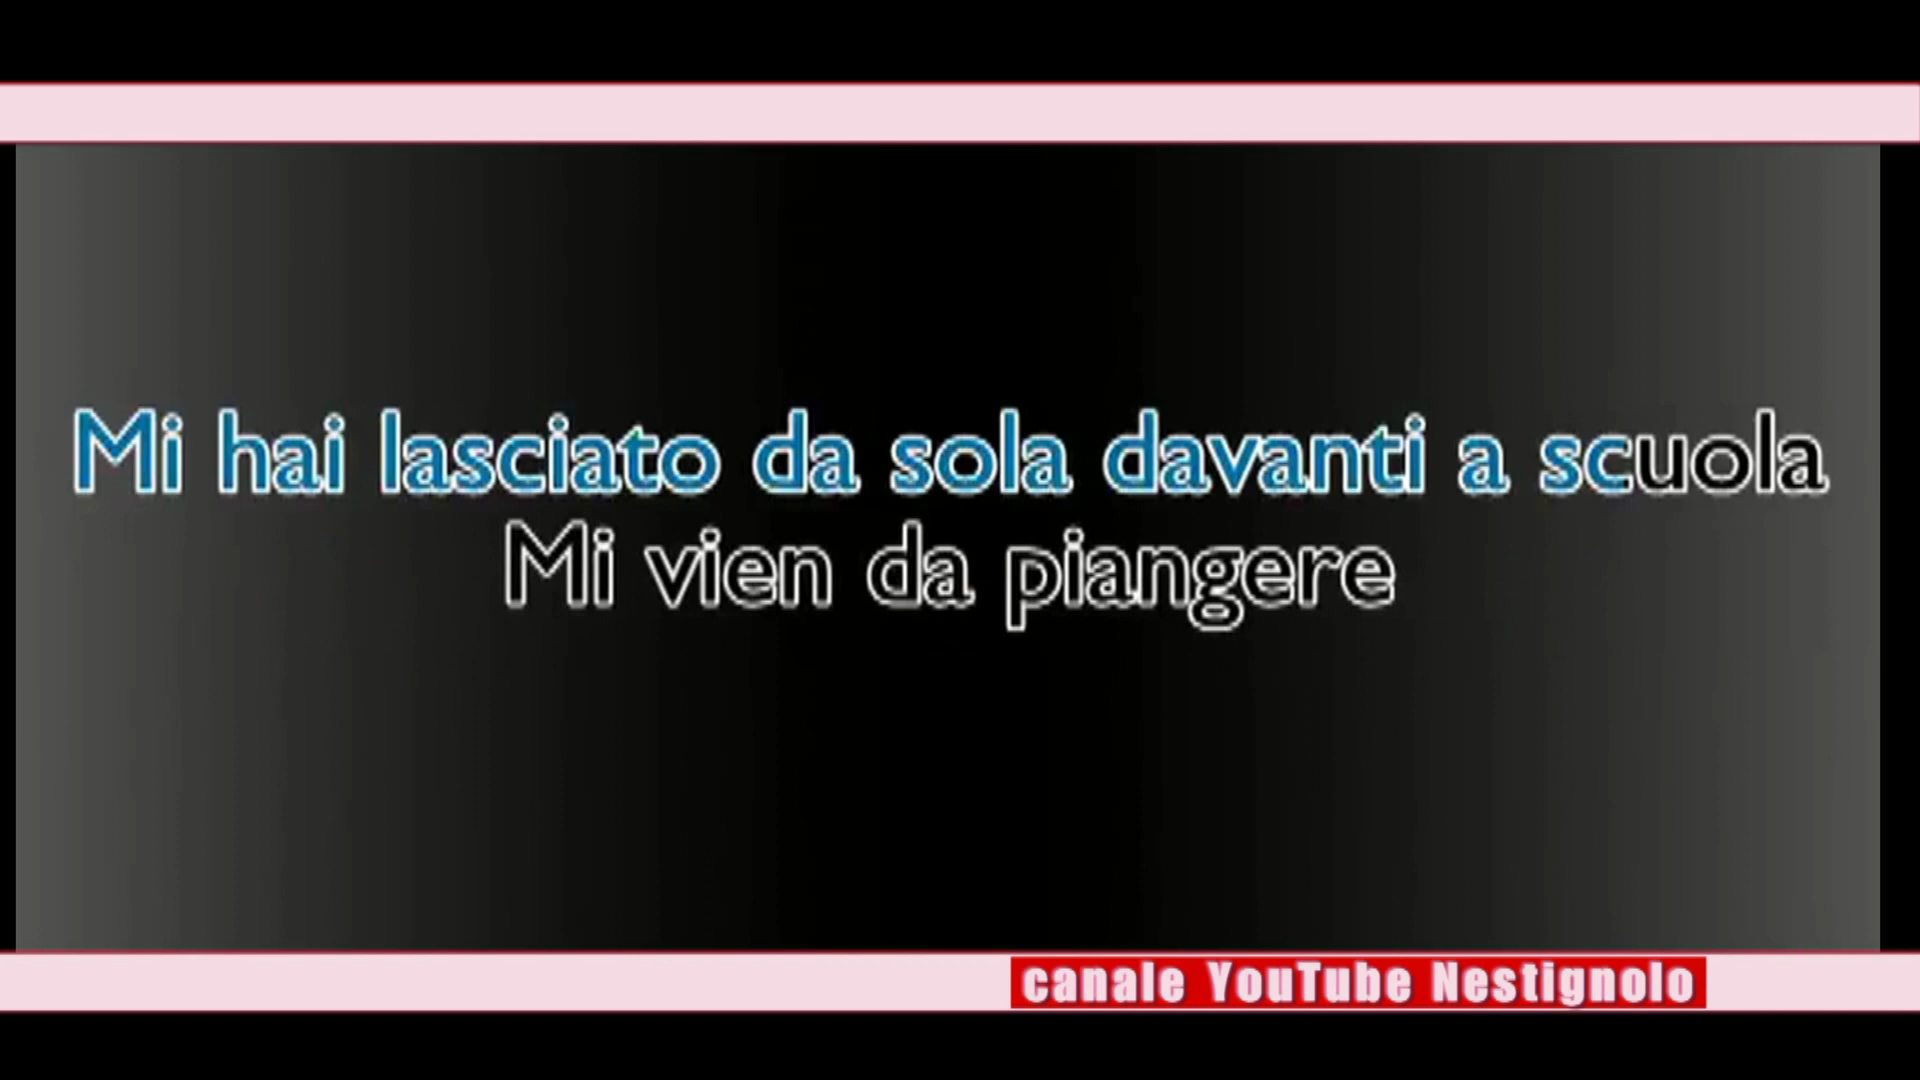 Mi hai lasciato da sola davanti a scuola
Mi vien da piangere
canale YouTube Nestignolo